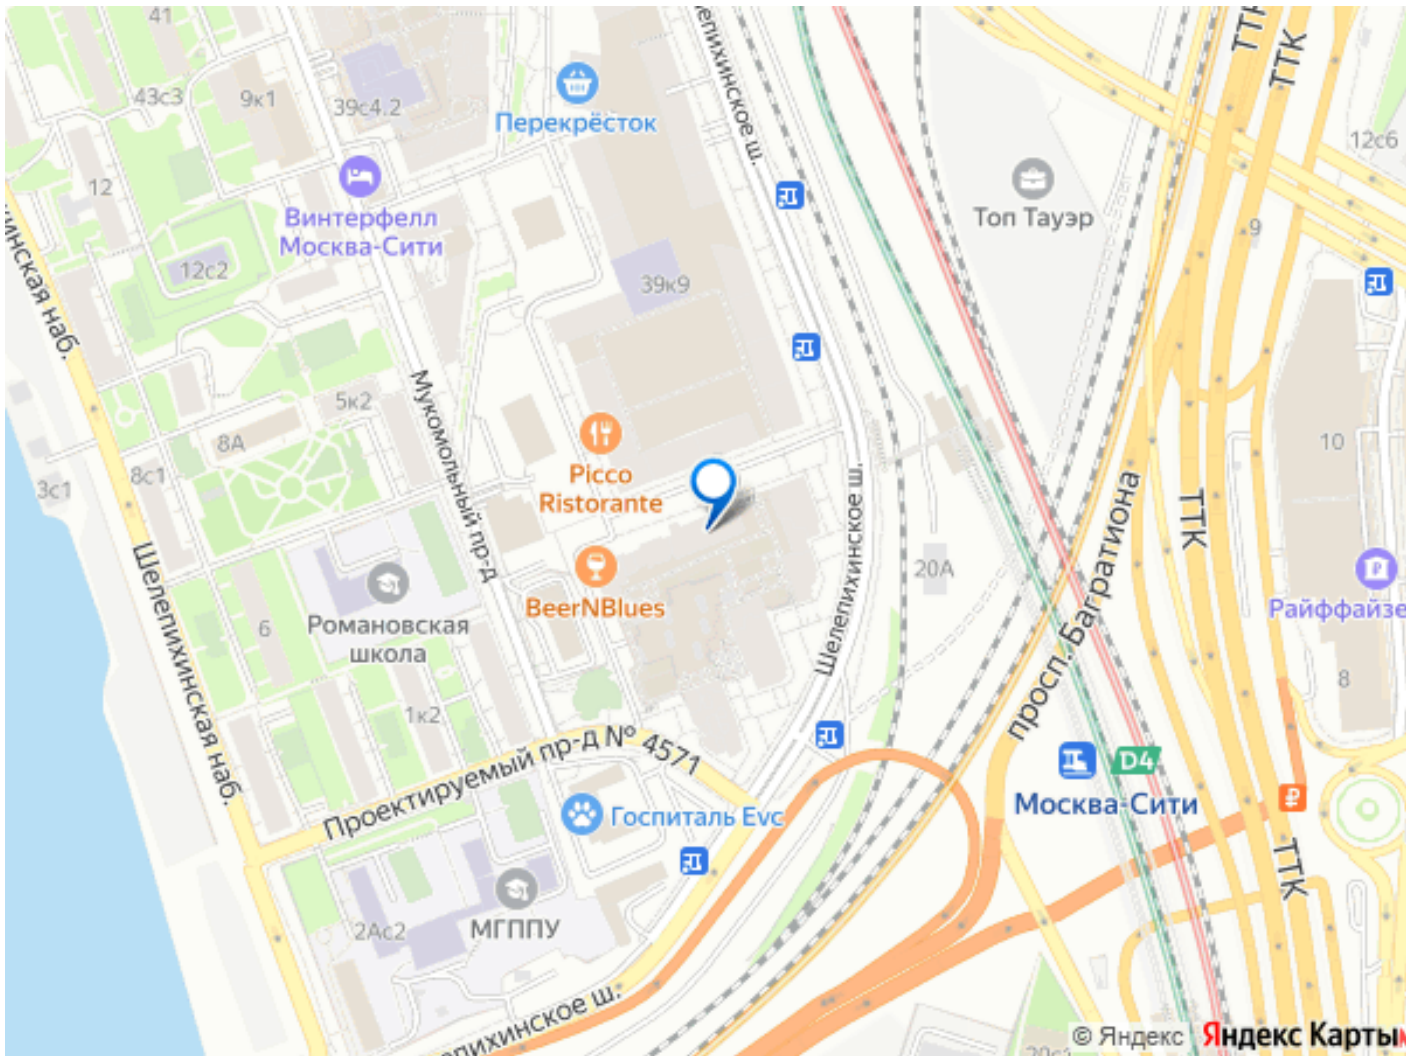 41
43с3
9к1
39с4.2
Перекрёсток
Шелепихинское ш.
ТТК
ТТК
12с6
12
Винтерфелл
Москва-Сити
Топ Тауэр
9
12с2
39к9
5к2
8А
Мукомольный пр-д
Picco
Ristorante
10
3с1
8с1
Шелепихинское ш.
просп. Багратиона
ТТК
20А
BeerNBlues
Райффайзе
Романовская
школа
6
Шелепихинская наб.
8
1к2
Проектируемый пр-д № 4571
D4
Москва-Сити
Госпиталь Evc
ТТК
2Ас2
МГППУ
© Яндекс
Яндекс Карты